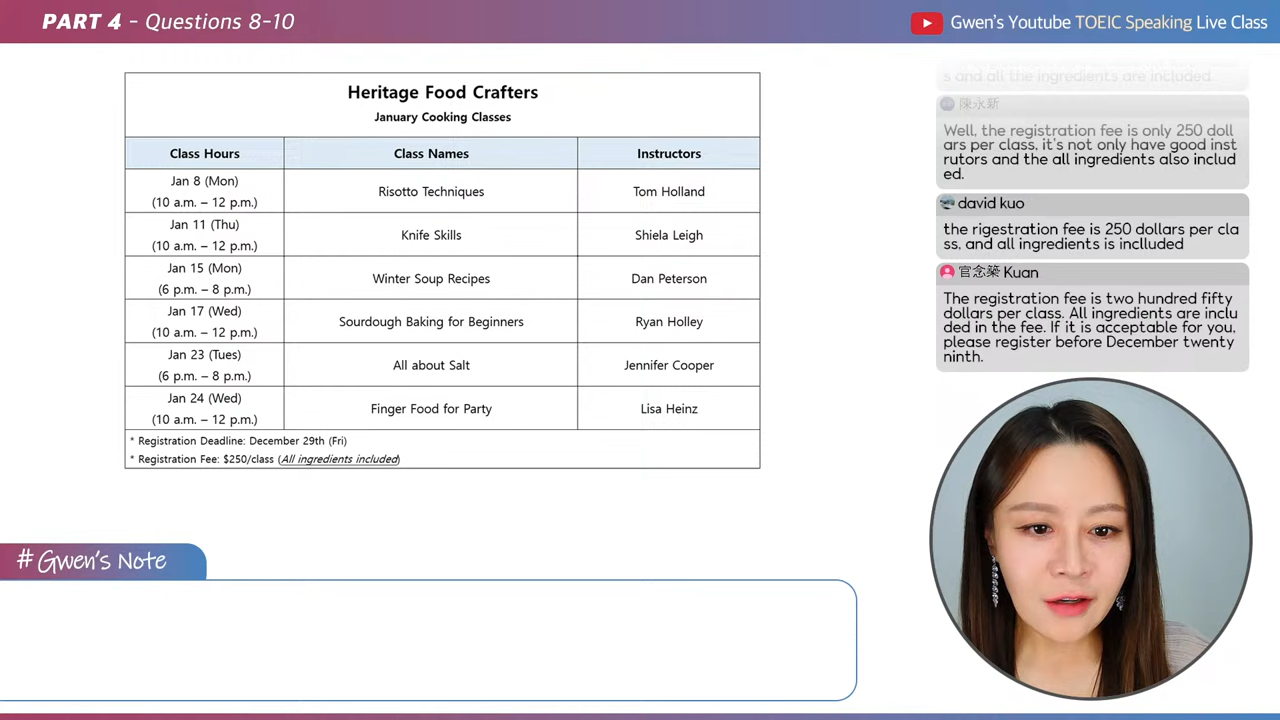 PART 4 - Questions 8-10
Gwen's Youtube TOEIC Speaking Live Class
Heritage Food Crafters
January Cooking Classes
Class Hours Class Names Instructors
Jan 8 (Mon)
(10 a.m. – 12 p.m.) Risotto Techniques Tom Holland
Jan 11 (Thu)
(10 a.m. – 12 p.m.) Knife Skills Shiela Leigh
Jan 15 (Mon)
(6 p.m. – 8 p.m.) Winter Soup Recipes Dan Peterson
Jan 17 (Wed)
(10 a.m. – 12 p.m.) Sourdough Baking for Beginners Ryan Holley
Jan 23 (Tues)
(6 p.m. – 8 p.m.) All about Salt Jennifer Cooper
Jan 24 (Wed)
(10 a.m. – 12 p.m.) Finger Food for Party Lisa Heinz
* Registration Deadline: December 29th (Fri)
* Registration Fee: $250/class (All ingredients included)
s and all the ingredients are included
陳永新
Well, the registration fee is only 250 doll
ars per class, it's not only have good inst
rutors and the all ingredients also includ
ed.
david kuo
the rigestration fee is 250 dollars per cla
ss, and all ingredients is inclluded
官念築 Kuan
The registration fee is two hundred fifty
dollars per class. All ingredients are inclu
ded in the fee. If it is acceptable for you,
please register before December twenty
ninth.
# Gwen's Note